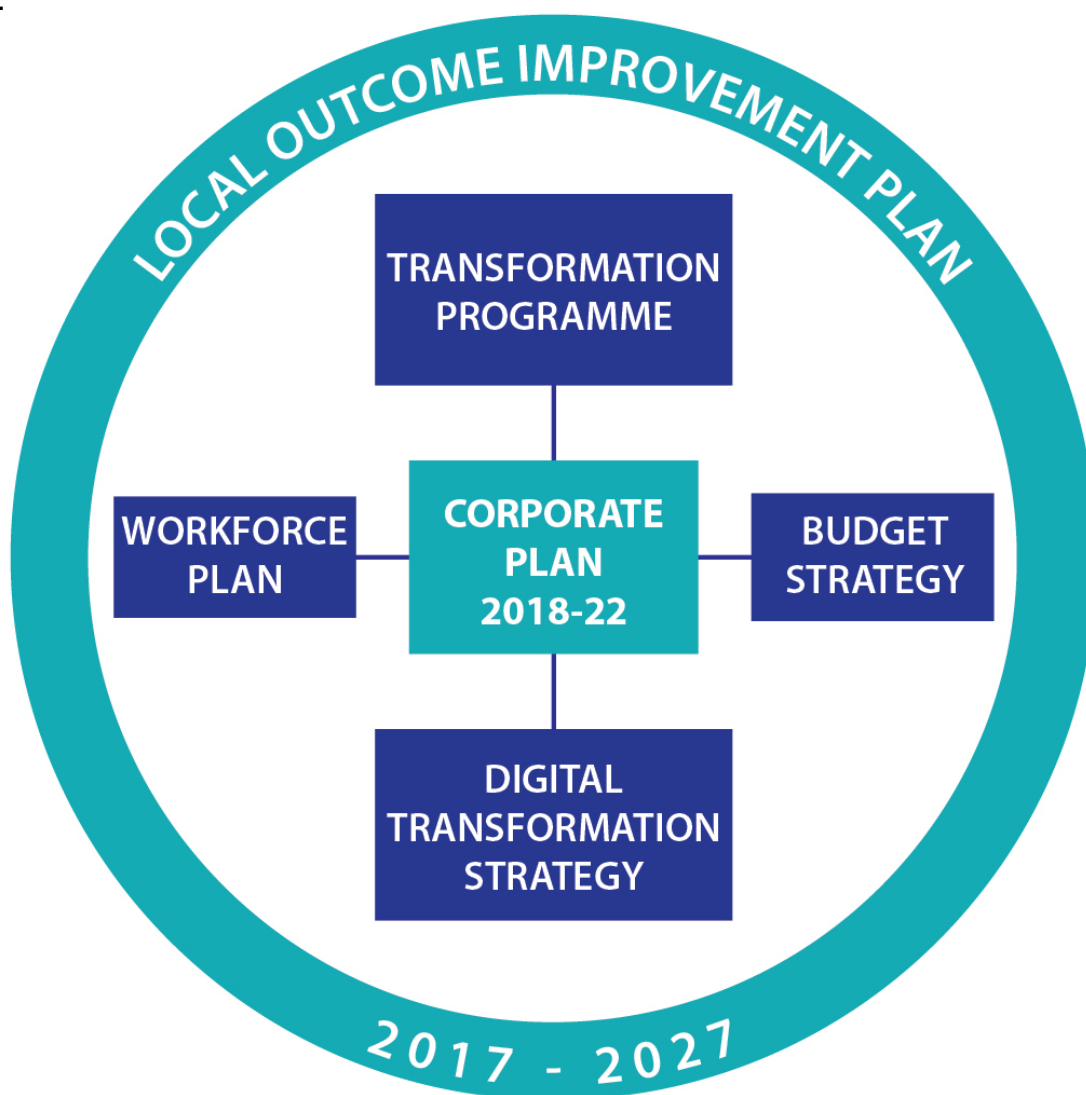 LOCAL OUTCOME IMPROVEMENT PLAN
TRANSFORMATION
PROGRAMME
WORKFORCE
PLAN
CORPORATE
PLAN
2018-22
BUDGET
STRATEGY
DIGITAL
TRANSFORMATION
STRATEGY
2017 - 2027